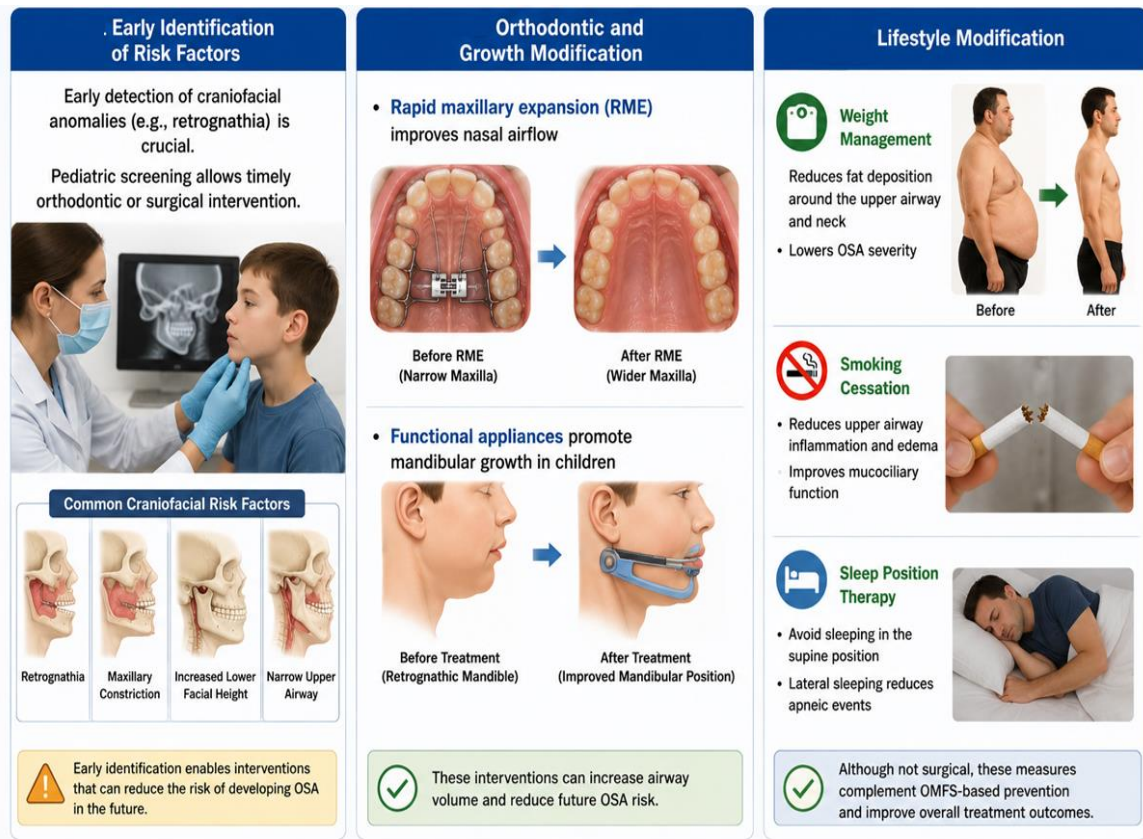 . Early Identification
of Risk Factors
Early detection of craniofacial
anomalies (e.g., retrognathia) is
crucial.
Pediatric screening allows timely
orthodontic or surgical intervention.
Common Craniofacial Risk Factors
Retrognathia
Maxillary
Constriction
Increased Lower
Facial Height
Narrow Upper
Airway
Early identification enables interventions
that can reduce the risk of developing OSA
in the future.
Orthodontic and
Growth Modification
• Rapid maxillary expansion (RME)
improves nasal airflow
Before RME
(Narrow Maxilla)
After RME
(Wider Maxilla)
• Functional appliances promote
mandibular growth in children
Before Treatment
(Retrognathic Mandible)
After Treatment
(Improved Mandibular Position)
These interventions can increase airway
volume and reduce future OSA risk.
Lifestyle Modification
Weight
Management
Reduces fat deposition
around the upper airway
and neck
• Lowers OSA severity
Before
After
Smoking
Cessation
• Reduces upper airway
inflammation and edema
• Improves mucociliary
function
Sleep Position
Therapy
• Avoid sleeping in the
supine position
• Lateral sleeping reduces
apneic events
Although not surgical, these measures
complement OMFS-based prevention
and improve overall treatment outcomes.